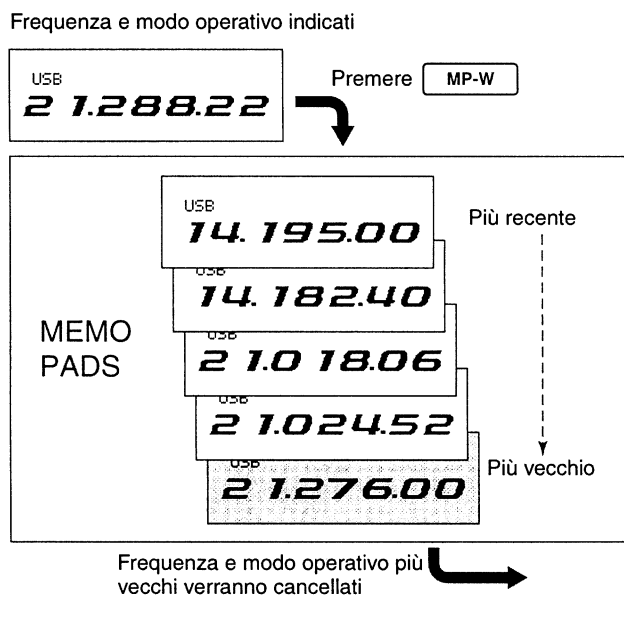 Frequenza e modo operativo indicati
USB
21.288.22
Premere MP-W
USB
14.195.00
Più recente
USB
14.182.40
MEMO
PADS
USB
21.018.06
USB
21.024.52
Più vecchio
USB
21.276.00
Frequenza e modo operativo più
vecchi verranno cancellati